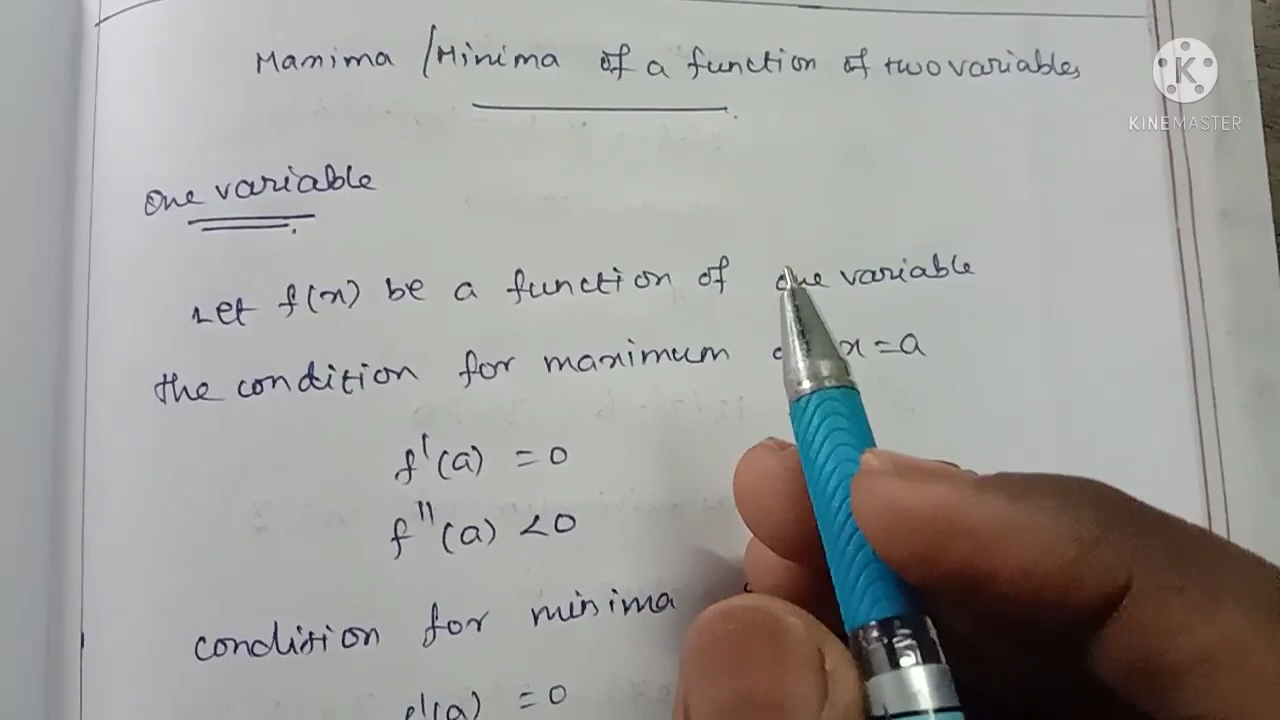 Maxima /Minima of a function of two variables
KINEMASTER
One variable
Let f(x) be a function of one variable
the condition for maximum x=a
f'(a) = 0
f''(a) <0
condition for minima
f'(a) = 0